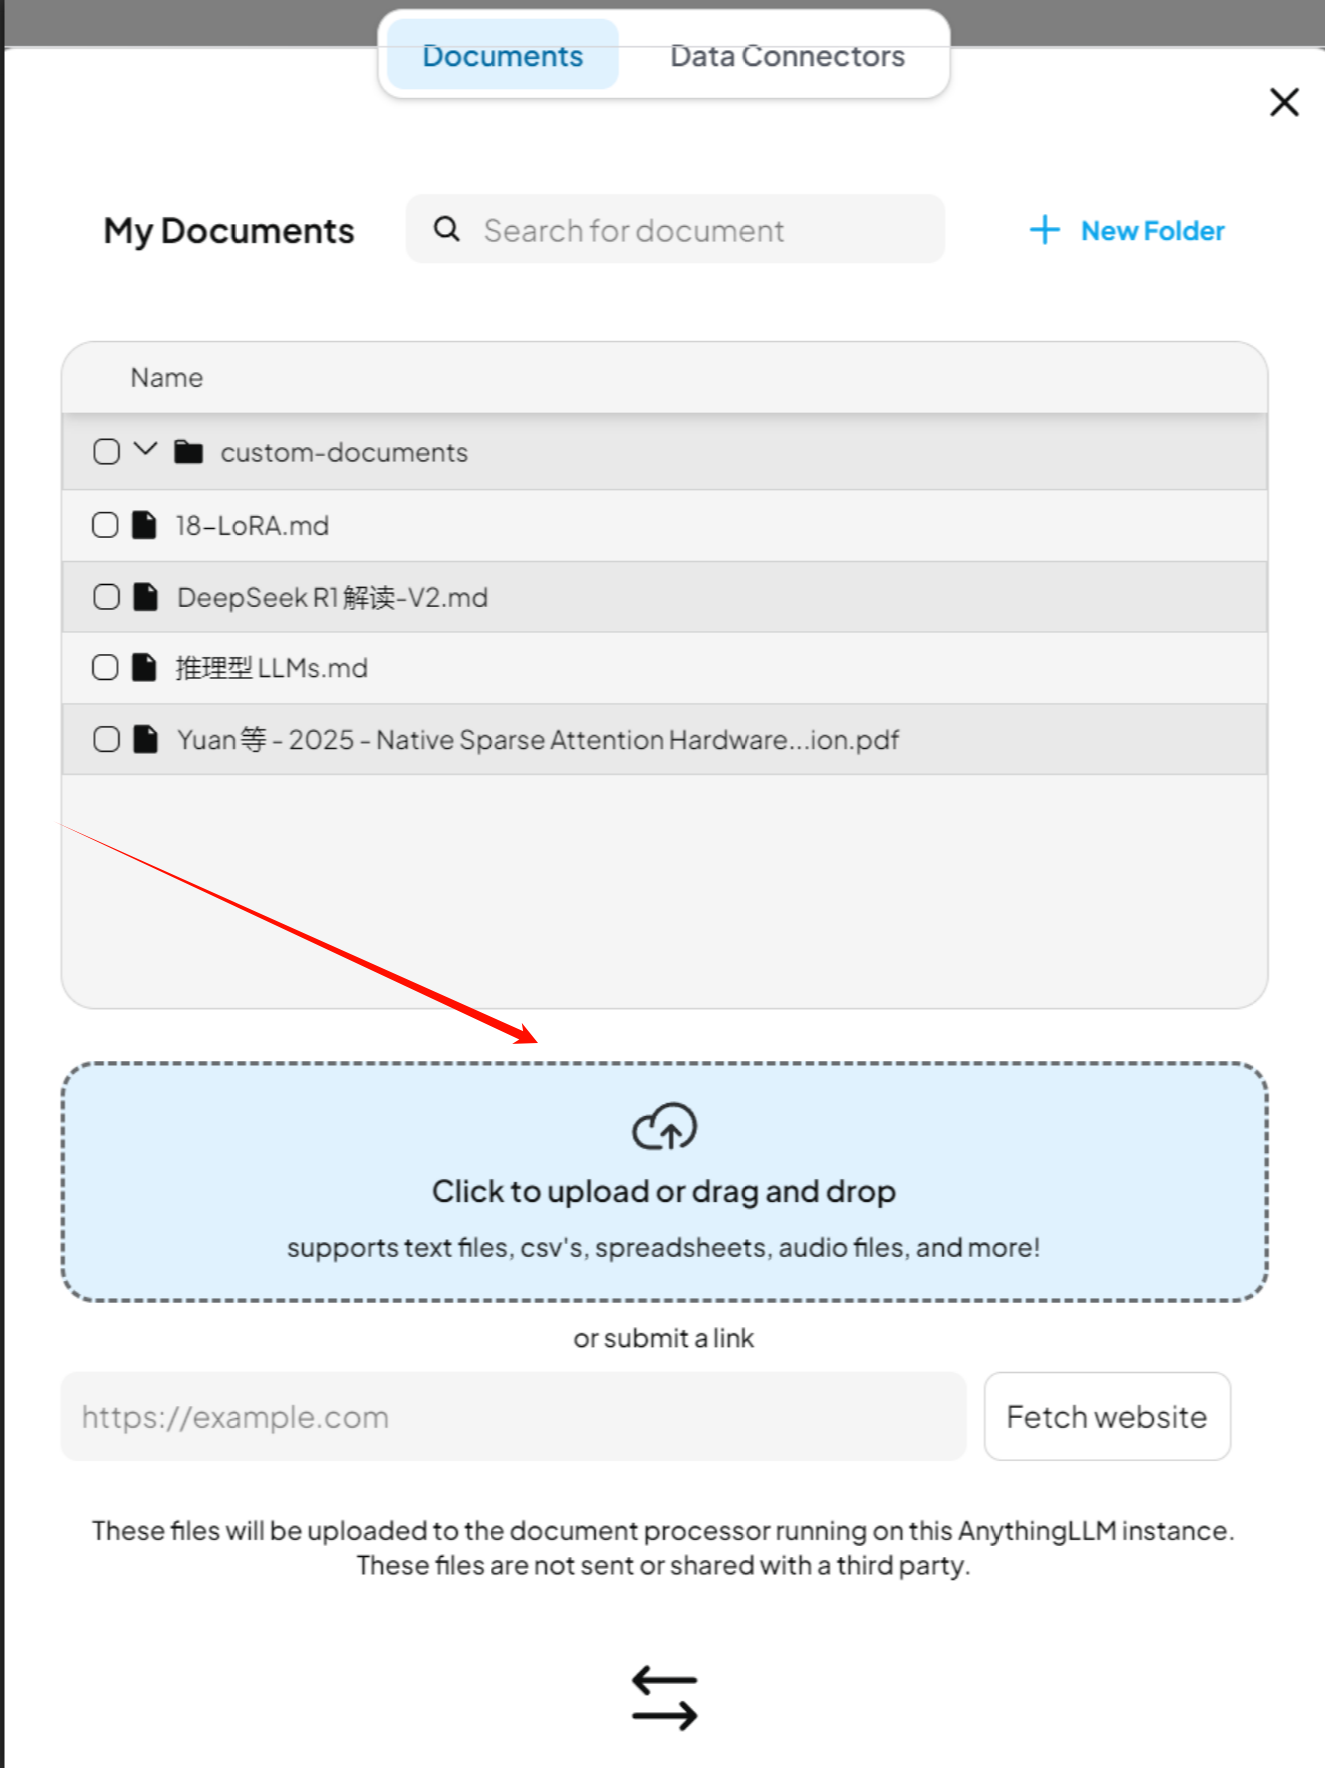 Documents Data Connectors
My Documents Search for document New Folder
Name
custom-documents
18-LoRA.md
DeepSeek R1 解读-V2.md
推理型 LLMs.md
Yuan 等 - 2025 - Native Sparse Attention Hardware...ion.pdf
Click to upload or drag and drop
supports text files, csv's, spreadsheets, audio files, and more!
or submit a link
https://example.com Fetch website
These files will be uploaded to the document processor running on this AnythingLLM instance.
These files are not sent or shared with a third party.